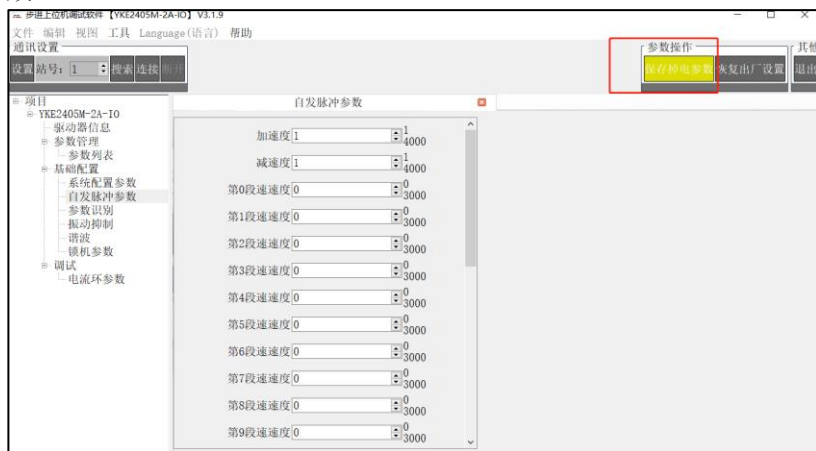 步进上位机调试软件 【YKE2405M-2A-IO】 V3.1.9
文件 编辑 视图 工具 Language(语言) 帮助
通讯设置
参数操作
其他
设置 站号: 1 搜索 连接 断开
保存掉电参数 恢复出厂设置 退出
项目
YKE2405M-2A-IO
驱动器信息
参数管理
参数列表
基础配置
系统配置参数
自发脉冲参数
参数识别
振动抑制
谐波
锁机参数
调试
电流环参数
自发脉冲参数
加速度 1 1 4000
减速度 1 1 4000
第0段速速度 0 0 3000
第1段速速度 0 0 3000
第2段速速度 0 0 3000
第3段速速度 0 0 3000
第4段速速度 0 0 3000
第5段速速度 0 0 3000
第6段速速度 0 0 3000
第7段速速度 0 0 3000
第8段速速度 0 0 3000
第9段速速度 0 0 3000